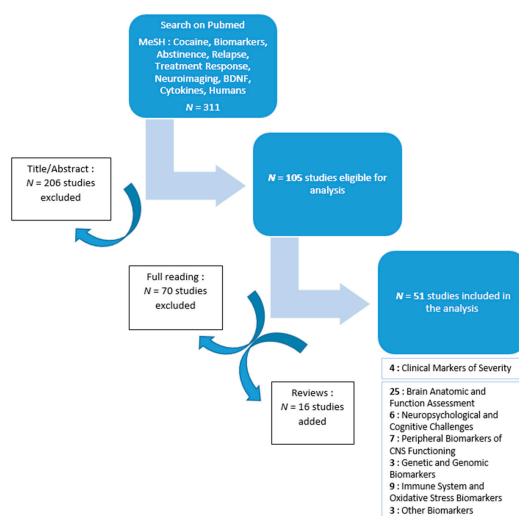 Search on Pubmed
MeSH : Cocaine, Biomarkers,
Abstinence, Relapse,
Treatment Response,
Neuroimaging, BDNF,
Cytokines, Humans
N = 311
Title/Abstract :
N = 206 studies
excluded
N = 105 studies eligible for
analysis
Full reading :
N = 70 studies
excluded
Reviews :
N = 16 studies
added
N = 51 studies included in
the analysis
4 : Clinical Markers of Severity
25 : Brain Anatomic and
Function Assessment
6 : Neuropsychological and
Cognitive Challenges
7 : Peripheral Biomarkers of
CNS Functioning
3 : Genetic and Genomic
Biomarkers
9 : Immune System and
Oxidative Stress Biomarkers
3 : Other Biomarkers